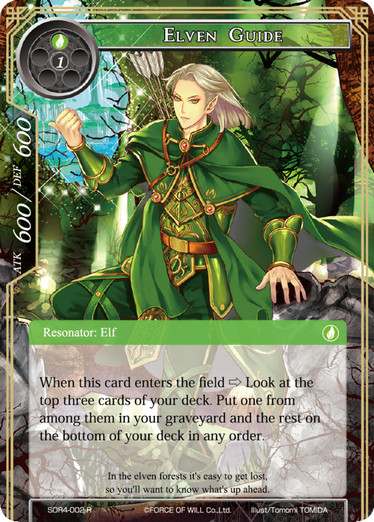 Elven Guide
1
ATK 600 / DEF 600
Resonator: Elf
When this card enters the field ⇨ Look at the
top three cards of your deck. Put one from
among them in your graveyard and the rest on
the bottom of your deck in any order.
In the elven forests it's easy to get lost,
so you'll want to know what's up ahead.
SDR4-002 R ©FORCE OF WILL Co.,Ltd. Illust/Tomomi TOMIDA